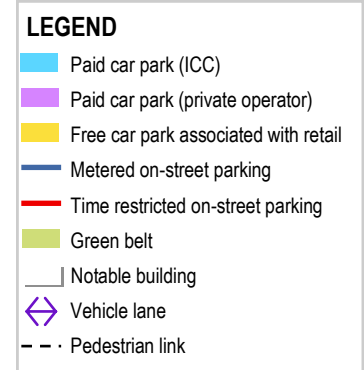 LEGEND
Paid car park (ICC)
Paid car park (private operator)
Free car park associated with retail
Metered on-street parking
Time restricted on-street parking
Green belt
Notable building
Vehicle lane
Pedestrian link